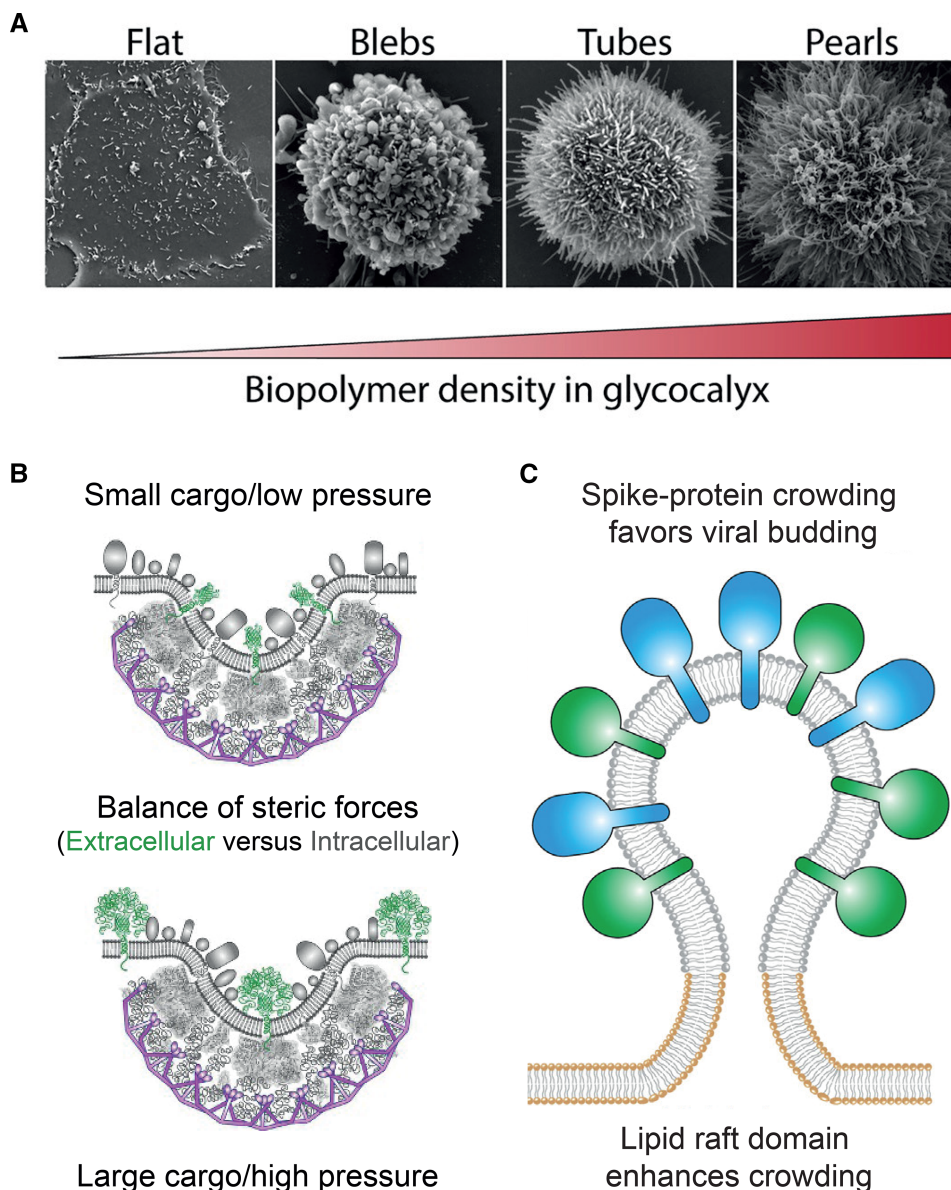 A
Flat Blebs Tubes Pearls
Biopolymer density in glycocalyx
B
Small cargo/low pressure
Balance of steric forces
(Extracellular versus Intracellular)
Large cargo/high pressure
C
Spike-protein crowding
favors viral budding
Lipid raft domain
enhances crowding